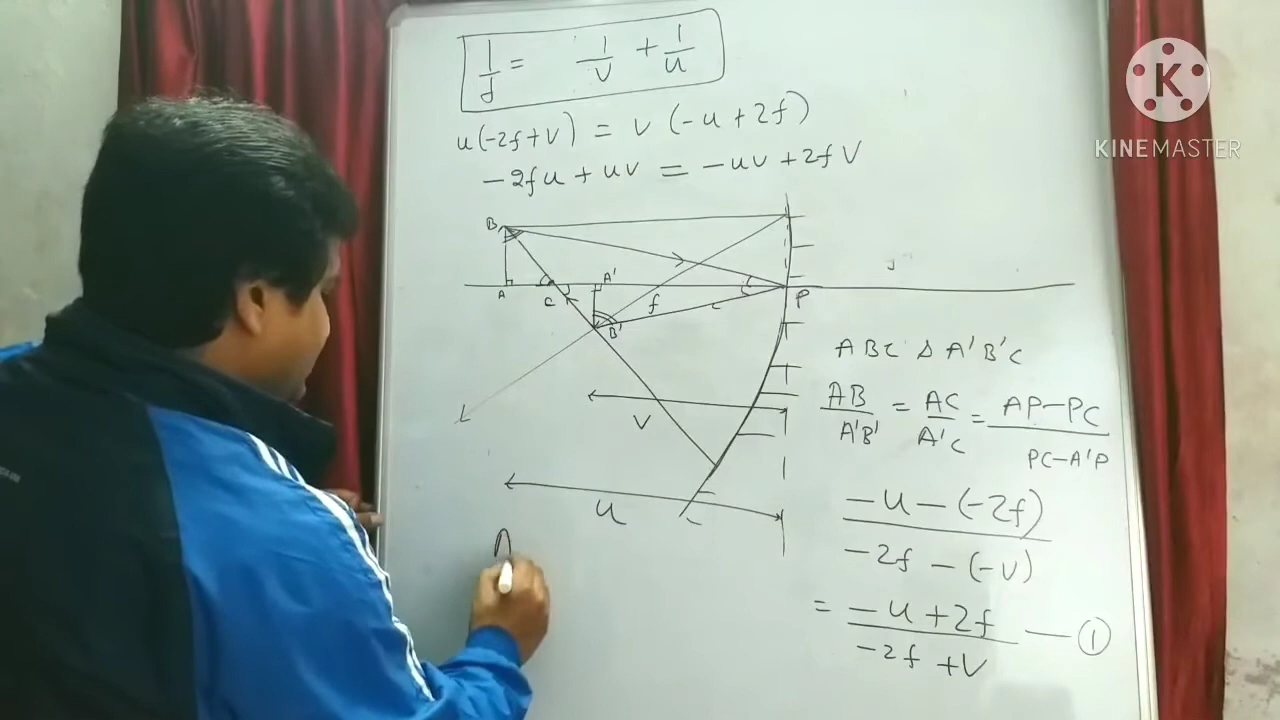 1/f = 1/v + 1/u
u(-2f+v) = v(-u+2f)
-2fu + uv = -uv + 2fv
B
A
C
A'
B'
f
P
v
u
ABC Δ A'B'C
AB/A'B' = AC/A'C = AP-PC/PC-A'P
-u-(-2f)/-2f-(-v)
= -u+2f/-2f+v — ①
K
KINEMASTER